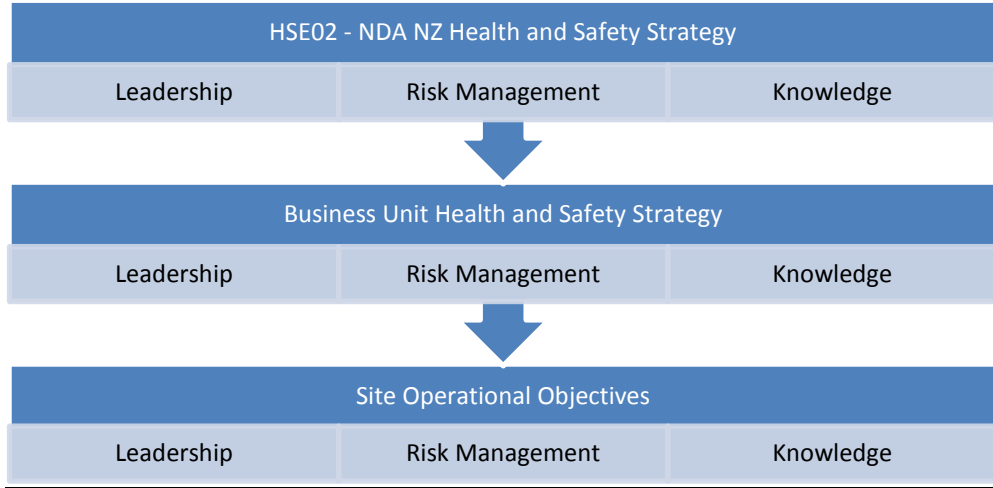 HSE02 - NDA NZ Health and Safety Strategy
Leadership Risk Management Knowledge
Business Unit Health and Safety Strategy
Leadership Risk Management Knowledge
Site Operational Objectives
Leadership Risk Management Knowledge